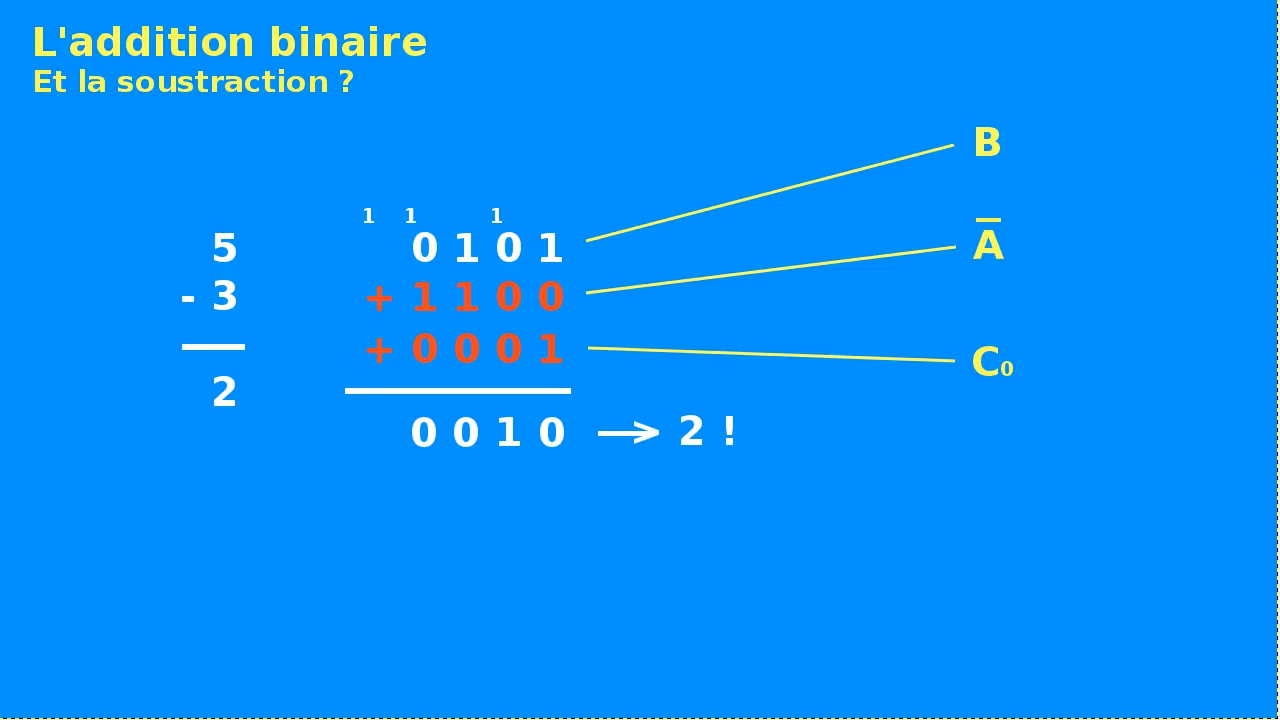 L'addition binaire
Et la soustraction ?
B
1 1 1
5 0 1 0 1
A̅
- 3 + 1 1 0 0
+ 0 0 0 1
C₀
2
0 0 1 0 —> 2 !